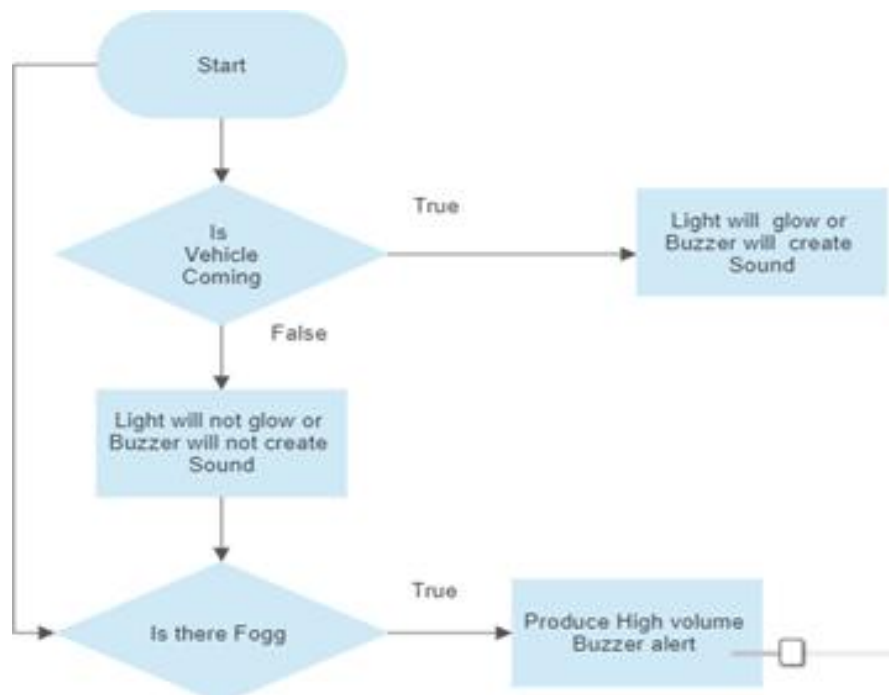 Start
Is
Vehicle
Coming
True
Light will glow or
Buzzer will create
Sound
False
Light will not glow or
Buzzer will not create
Sound
Is there Fogg
True
Produce High volume
Buzzer alert